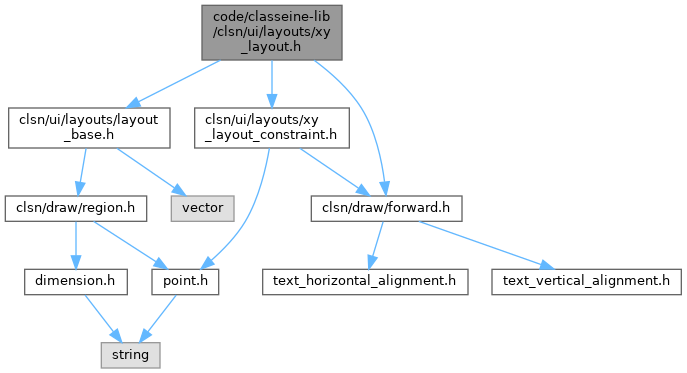 code/classeine-lib
/clsn/ui/layouts/xy
_layout.h
clsn/ui/layouts/layout
_base.h
clsn/ui/layouts/xy
_layout_constraint.h
clsn/draw/region.h
vector
clsn/draw/forward.h
dimension.h
point.h
text_horizontal_alignment.h
text_vertical_alignment.h
string